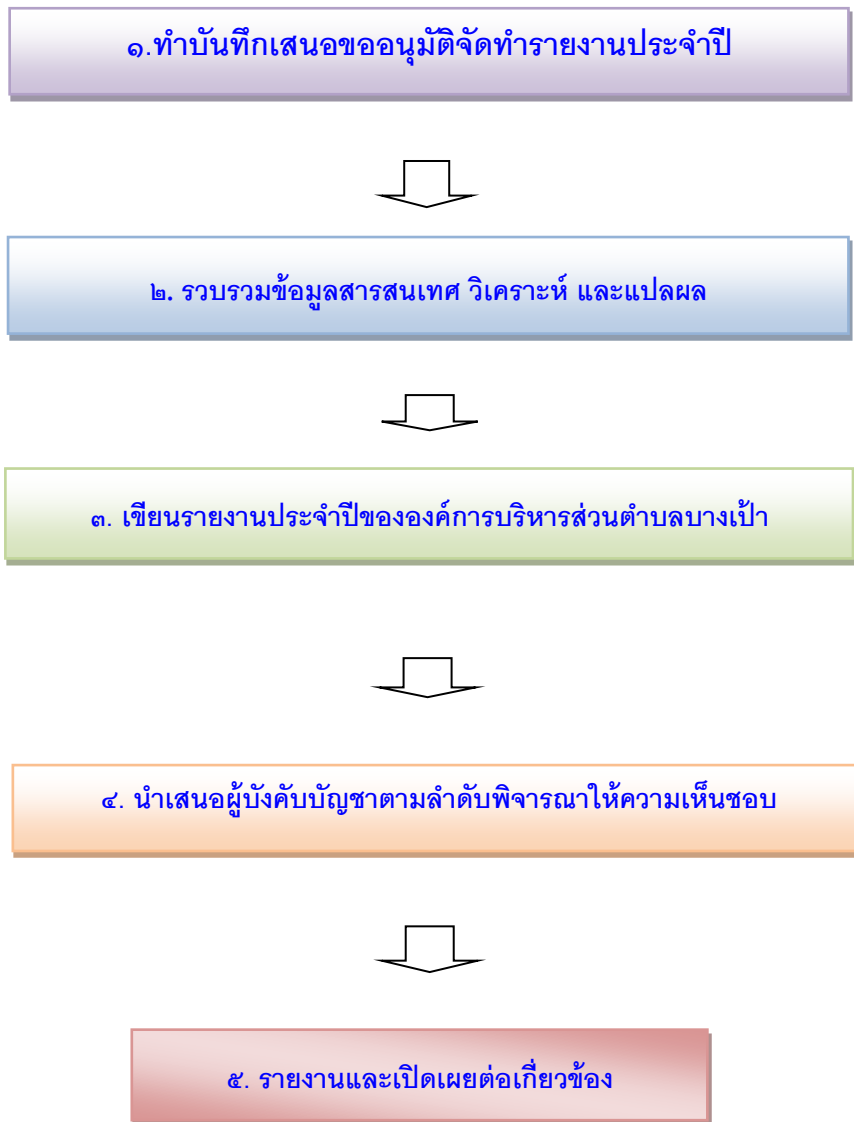 ๑.ทำบันทึกเสนอขออนุมัติจัดทำรายงานประจำปี
๒. รวบรวมข้อมูลสารสนเทศ วิเคราะห์ และแปลผล
๓. เขียนรายงานประจำปีขององค์การบริหารส่วนตำบลบางเป้า
๔. นำเสนอผู้บังคับบัญชาตามลำดับพิจารณาให้ความเห็นชอบ
๕. รายงานและเปิดเผยต่อเกี่ยวข้อง